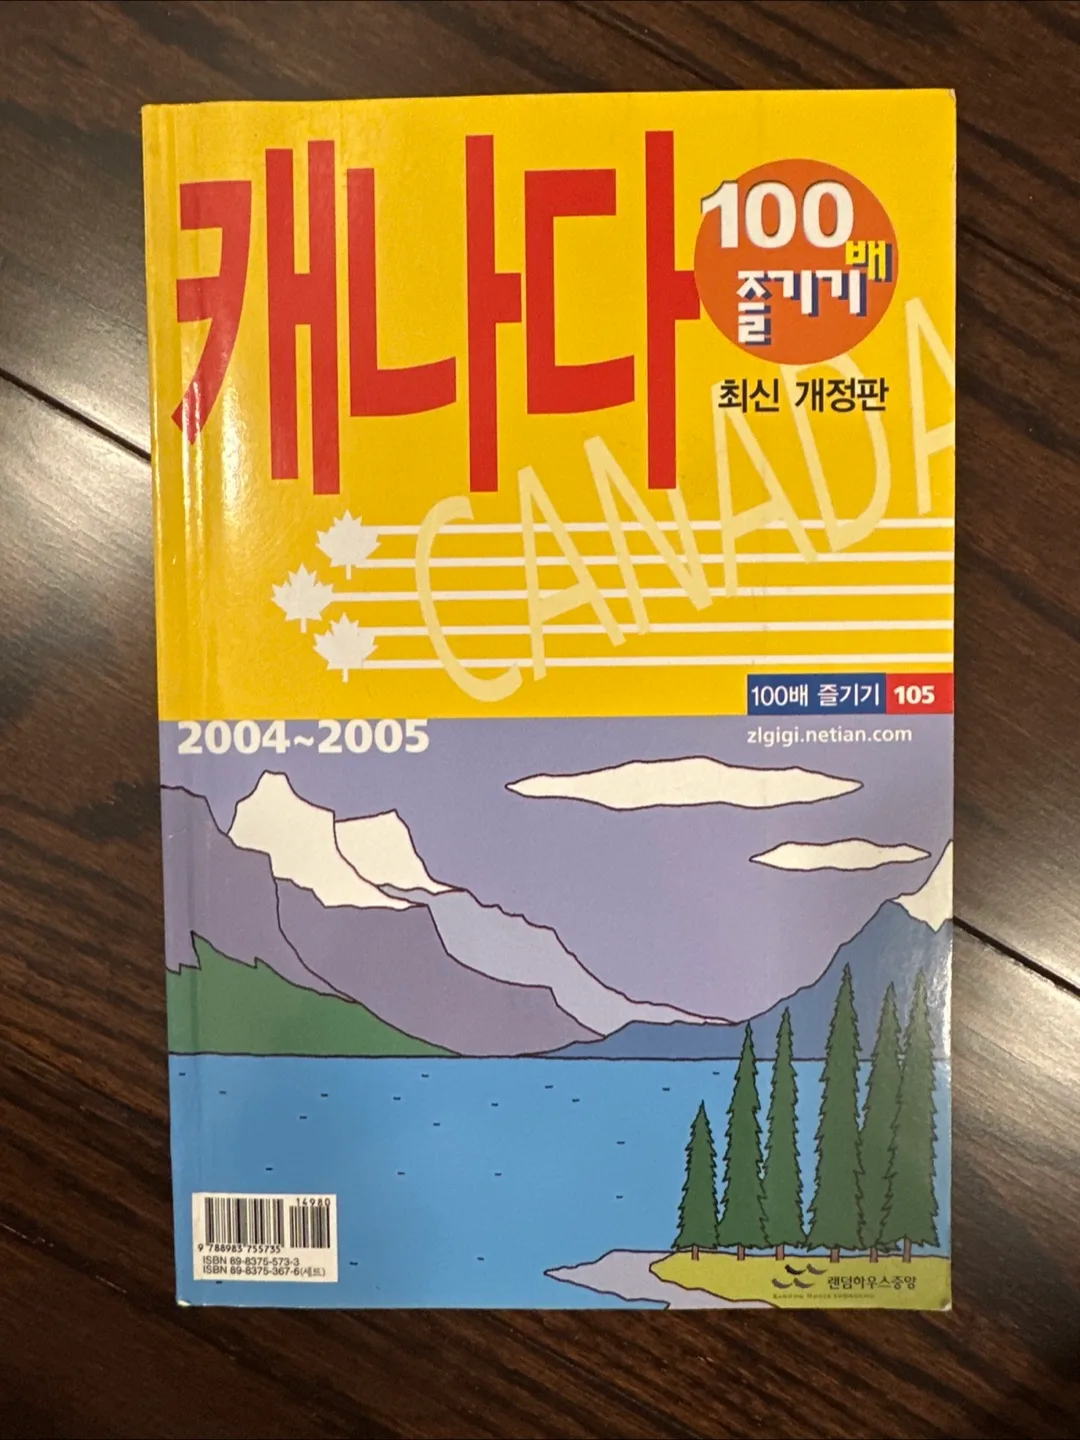 캐나다
100배
즐기기
최신 개정판
CANADA
100배 즐기기 105
2004~2005
zlgigi.netian.com
14980
9 788983 755735
ISBN 89-8375-573-3
ISBN 89-8375-367-6(세트)
랜덤하우스중앙